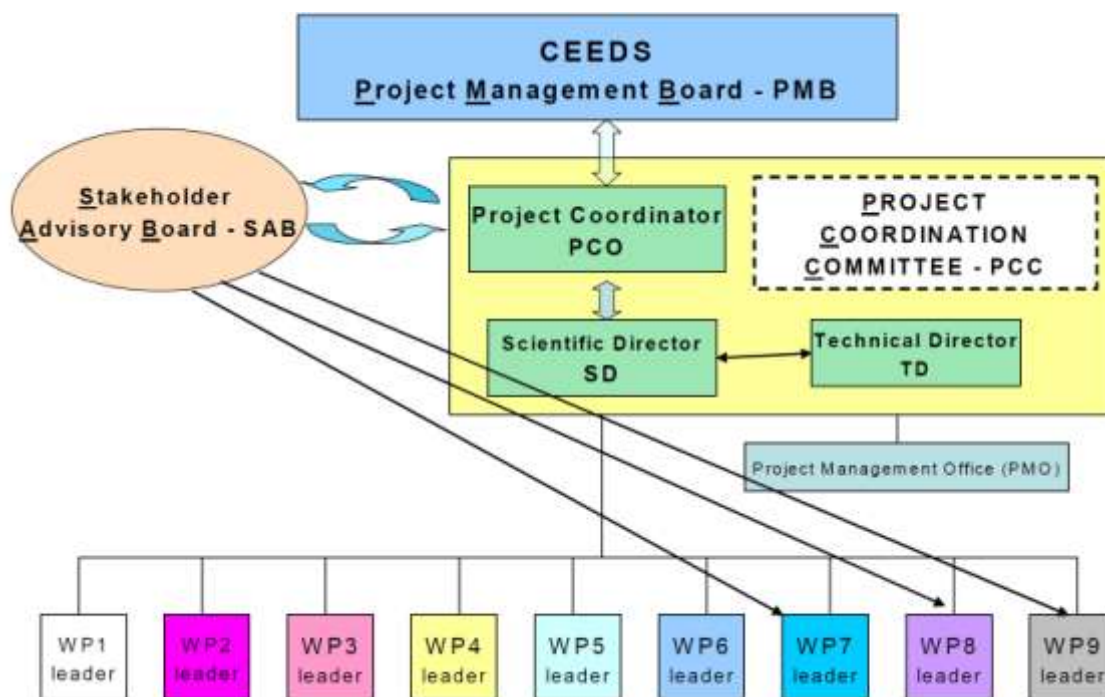 CEEDS
Project Management Board - PMB
Stakeholder
Advisory Board - SAB
Project Coordinator
PCO
PROJECT
COORDINATION
COMMITTEE - PCC
Scientific Director
SD
Technical Director
TD
Project Management Office (PMO)
WP1
leader
WP2
leader
WP3
leader
WP4
leader
WP5
leader
WP6
leader
WP7
leader
WP8
leader
WP9
leader